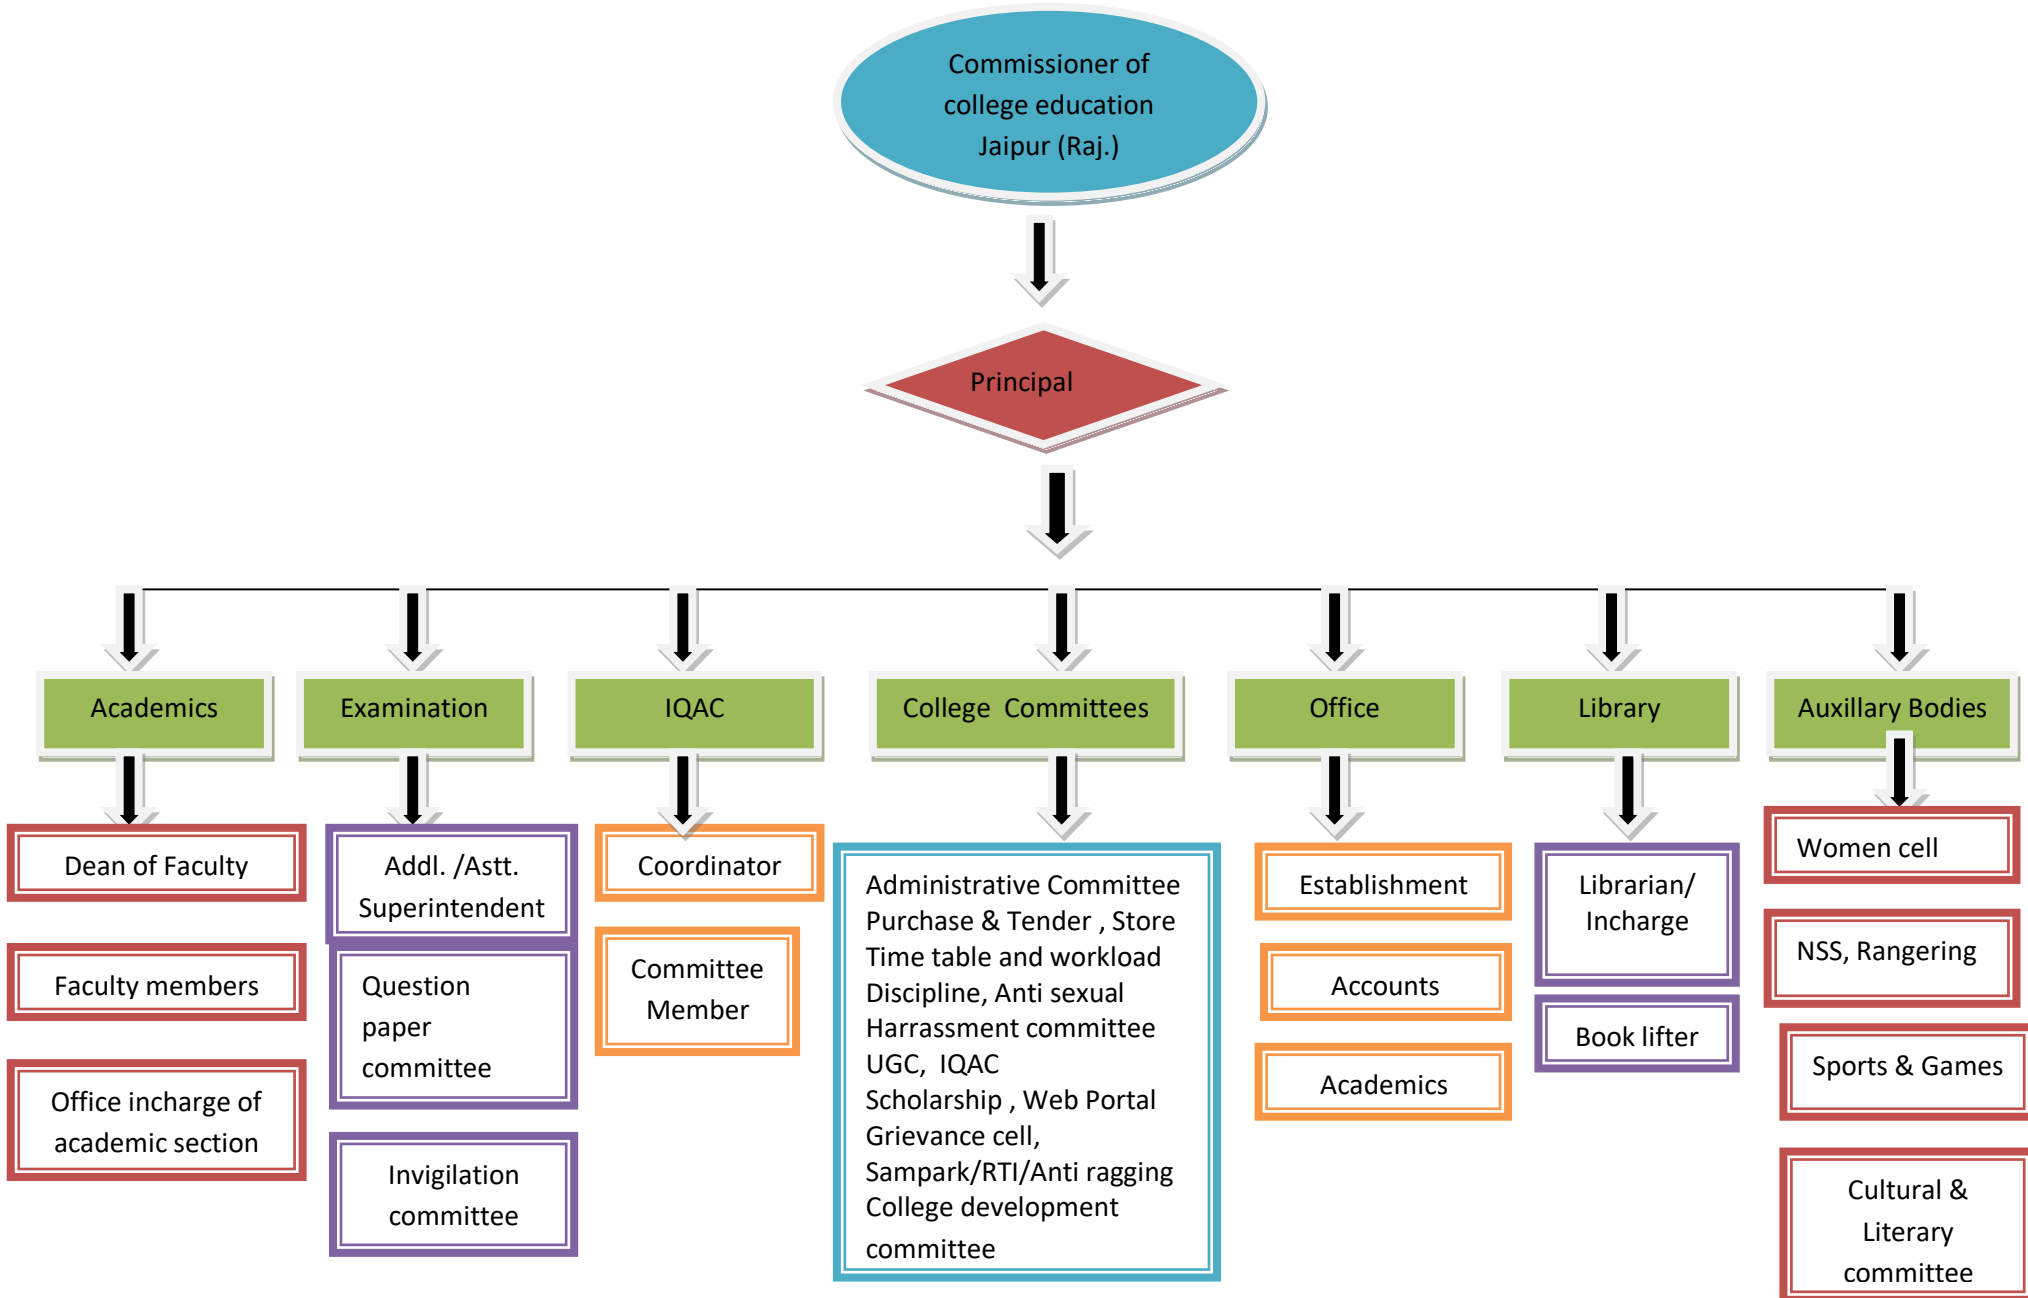 Commissioner of
college education
Jaipur (Raj.)
Principal
Academics
Examination
IQAC
College Committees
Office
Library
Auxillary Bodies
Dean of Faculty
Faculty members
Office incharge of
academic section
Addl. /Astt.
Superintendent
Question
paper
committee
Invigilation
committee
Coordinator
Committee
Member
Administrative Committee
Purchase & Tender , Store
Time table and workload
Discipline, Anti sexual
Harrassment committee
UGC, IQAC
Scholarship , Web Portal
Grievance cell,
Sampark/RTI/Anti ragging
College development
committee
Establishment
Accounts
Academics
Librarian/
Incharge
Book lifter
Women cell
NSS, Rangering
Sports & Games
Cultural &
Literary
committee